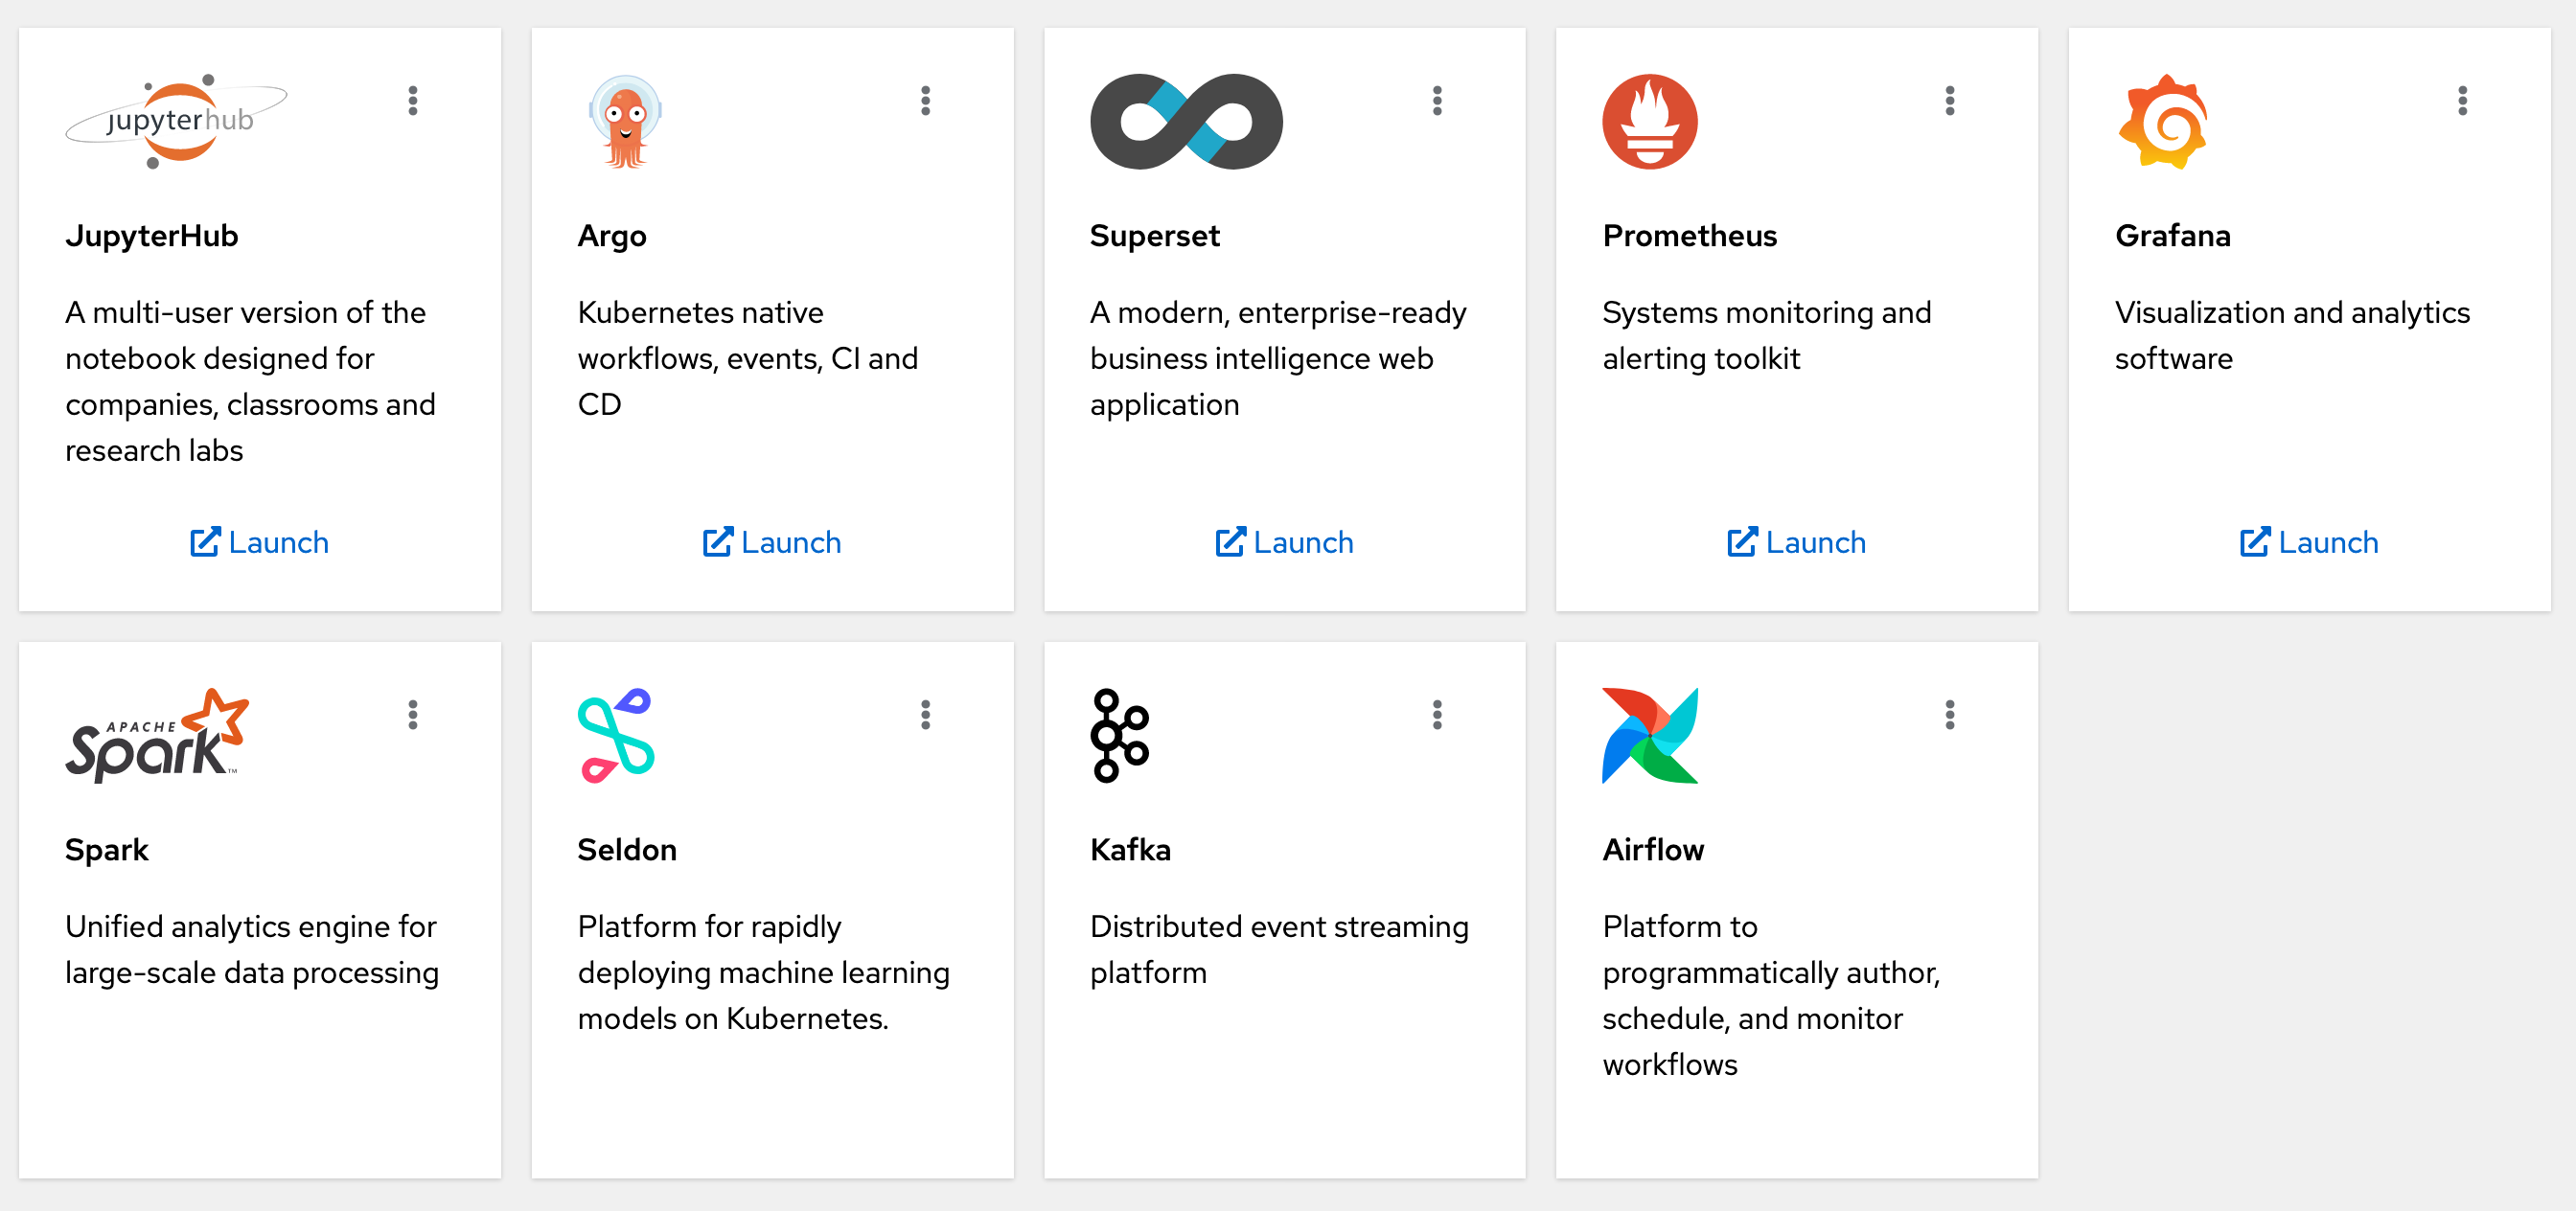 jupyterhub
JupyterHub
A multi-user version of the
notebook designed for
companies, classrooms and
research labs
Launch
Argo
Kubernetes native
workflows, events, CI and
CD
Launch
Superset
A modern, enterprise-ready
business intelligence web
application
Launch
Prometheus
Systems monitoring and
alerting toolkit
Launch
Grafana
Visualization and analytics
software
Launch
APACHE
Spark™
Spark
Unified analytics engine for
large-scale data processing
Seldon
Platform for rapidly
deploying machine learning
models on Kubernetes.
Kafka
Distributed event streaming
platform
Airflow
Platform to
programmatically author,
schedule, and monitor
workflows